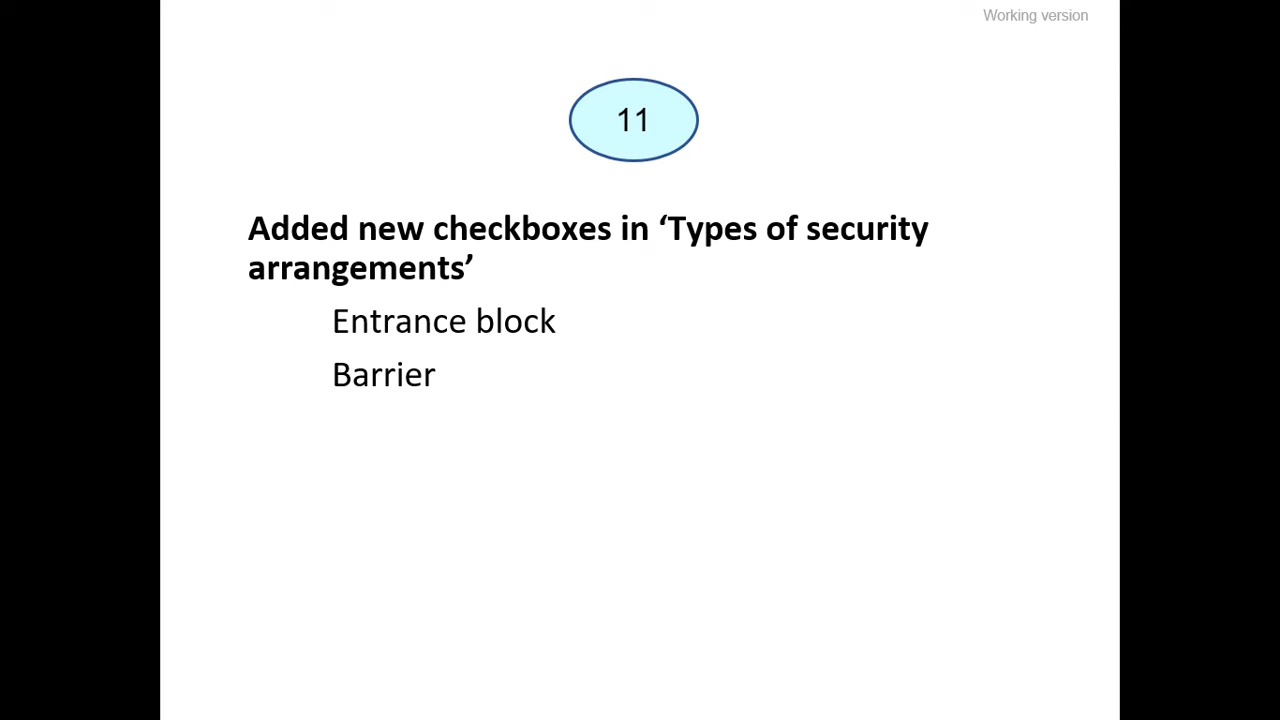 Working version
11
Added new checkboxes in ‘Types of security
arrangements’
Entrance block
Barrier